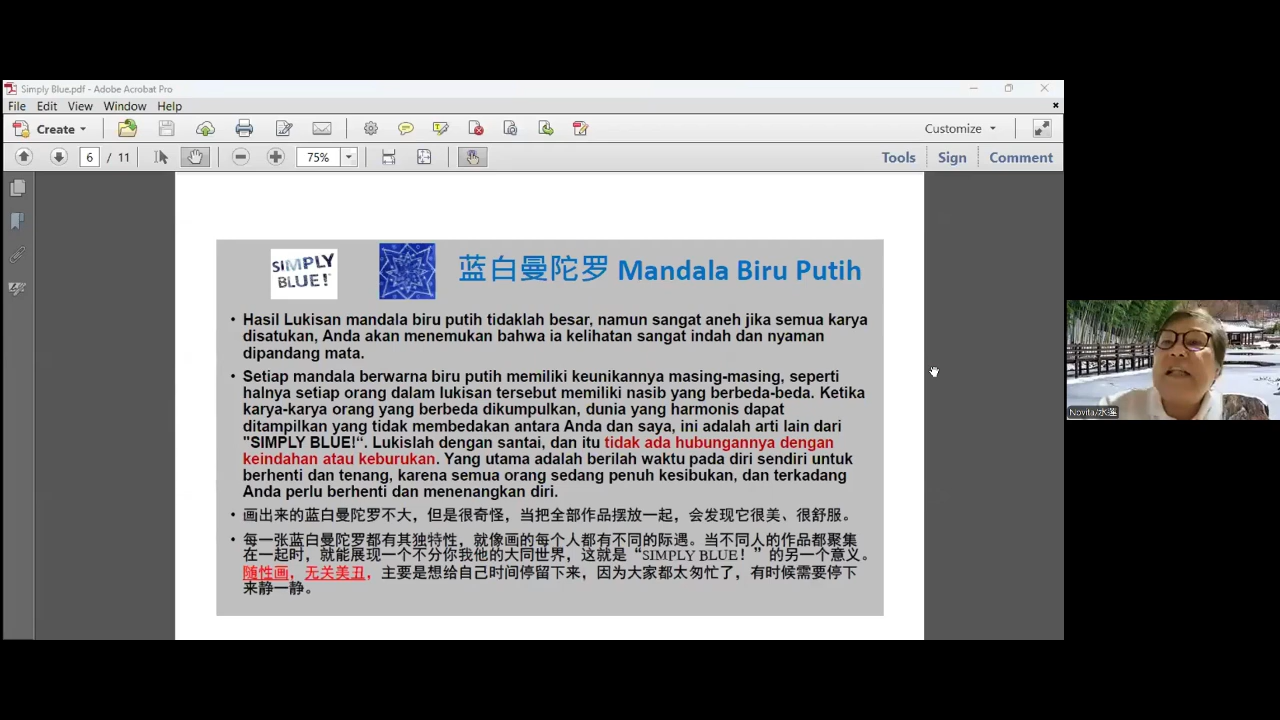 Simply Blue.pdf - Adobe Acrobat Pro
File Edit View Window Help
Create
Customize
6 / 11
75%
Tools Sign Comment
SIMPLY BLUE!
蓝白曼陀罗 Mandala Biru Putih
• Hasil Lukisan mandala biru putih tidaklah besar, namun sangat aneh jika semua karya
disatukan, Anda akan menemukan bahwa ia kelihatan sangat indah dan nyaman
dipandang mata.
• Setiap mandala berwarna biru putih memiliki keunikannya masing-masing, seperti
halnya setiap orang dalam lukisan tersebut memiliki nasib yang berbeda-beda. Ketika
karya-karya orang yang berbeda dikumpulkan, dunia yang harmonis dapat
ditampilkan yang tidak membedakan antara Anda dan saya, ini adalah arti lain dari
"SIMPLY BLUE!“. Lukislah dengan santai, dan itu tidak ada hubungannya dengan
keindahan atau keburukan. Yang utama adalah berilah waktu pada diri sendiri untuk
berhenti dan tenang, karena semua orang sedang penuh kesibukan, dan terkadang
Anda perlu berhenti dan menenangkan diri.
• 画出来的蓝白曼陀罗不大，但是很奇怪，当把全部作品摆放一起，会发现它很美、很舒服。
• 每一张蓝白曼陀罗都有其独特性，就像画的每个人都有不同的际遇。当不同人的作品都聚集
在一起时，就能展现一个不分你我他的大同世界，这就是“SIMPLY BLUE！”的另一个意义。
随性画，无关美丑，主要是想给自己时间停留下来，因为大家都太匆忙了，有时候需要停下
来静一静。
Novita/水莲